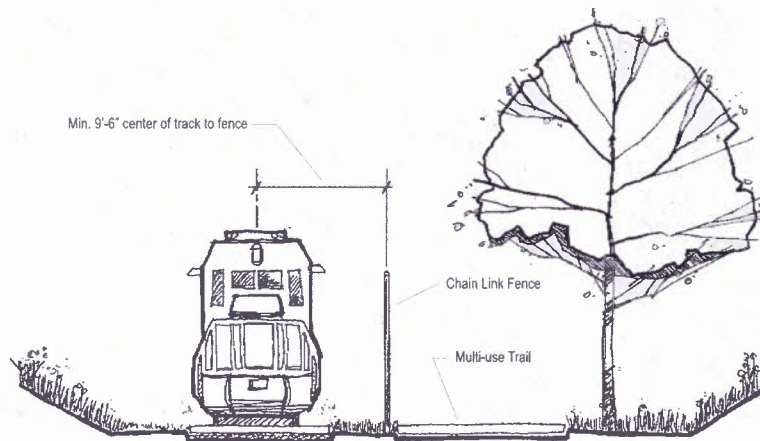 Min. 9'-6" center of track to fence
Chain Link Fence
Multi-use Trail